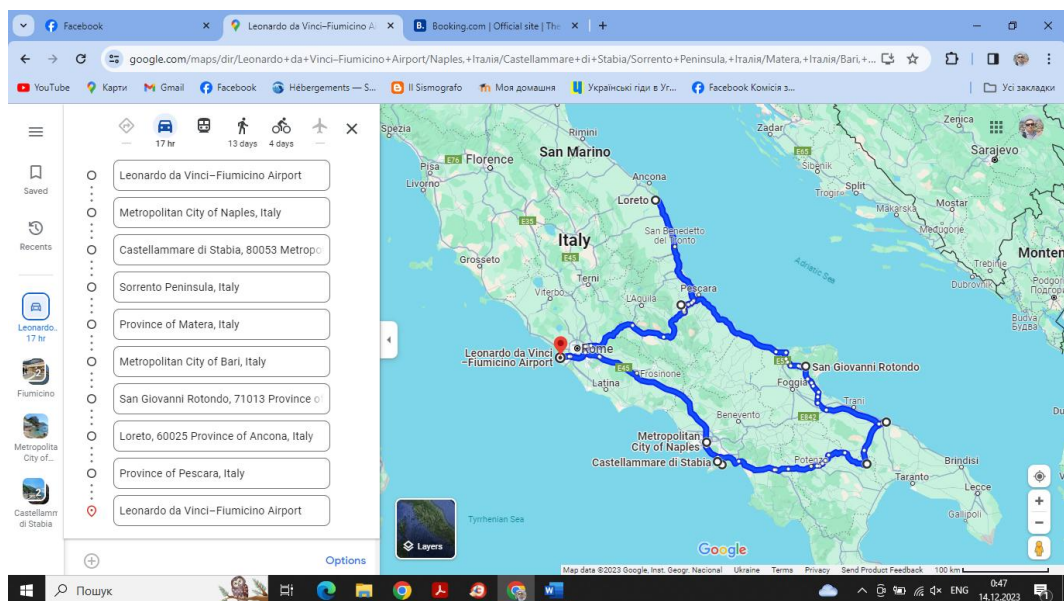 Facebook
Leonardo da Vinci–Fiumicino A
Booking.com | Official site | The
google.com/maps/dir/Leonardo+da+Vinci–Fiumicino+Airport/Naples,+Італія/Castellammare+di+Stabia/Sorrento+Peninsula,+Італія/Matera,+Італія/Bari,+...
YouTube
Карти
Gmail
Facebook
Hébergements — S...
Il Sismografo
Моя домашня
Українські гіди в Уг...
Facebook Комісія з...
Усі закладки
17 hr
13 days
4 days
Saved
Recents
Leonardo..
17 hr
Fiumicino
Metropolita
City of...
2
Castellamm
di Stabia
Leonardo da Vinci–Fiumicino Airport
Metropolitan City of Naples, Italy
Castellammare di Stabia, 80053 Metropo
Sorrento Peninsula, Italy
Province of Matera, Italy
Metropolitan City of Bari, Italy
San Giovanni Rotondo, 71013 Province o
Loreto, 60025 Province of Ancona, Italy
Province of Pescara, Italy
Leonardo da Vinci–Fiumicino Airport
Options
Spezia
Rimini
Zadar
Zenica
San Marino
E65
Sarajevo
Florence
E76
Pisa
Šibenik
Livorno
Ancona
Split
Mostar
Trogir
Makarska
Loreto
Medugorje
E35
San Benedetto
del Tronto
Italy
Monten
Adriatic Sea
Trebinje
E45
Grosseto
Dubrovnik
Podgor
Подгори
Terni
Pescara
Viterbo
L'Aquila
Budva
Будва
Leonardo da Vinci
–Fiumicino Airport
Rome
E45
Frosinone
San Giovanni Rotondo
Latina
Foggia
Trani
Benevento
E842
Metropolitan
City of Naples
Castellammare di Stabia
Potenza
Brindisi
Taranto
Lecce
Gallipoli
Tyrrhenian Sea
Layers
Google
Map data ©2023 Google, Inst. Geogr. Nacional
Ukraine
Terms
Privacy
Send Product Feedback
100 km
Пошук
ENG
0:47
14.12.2023